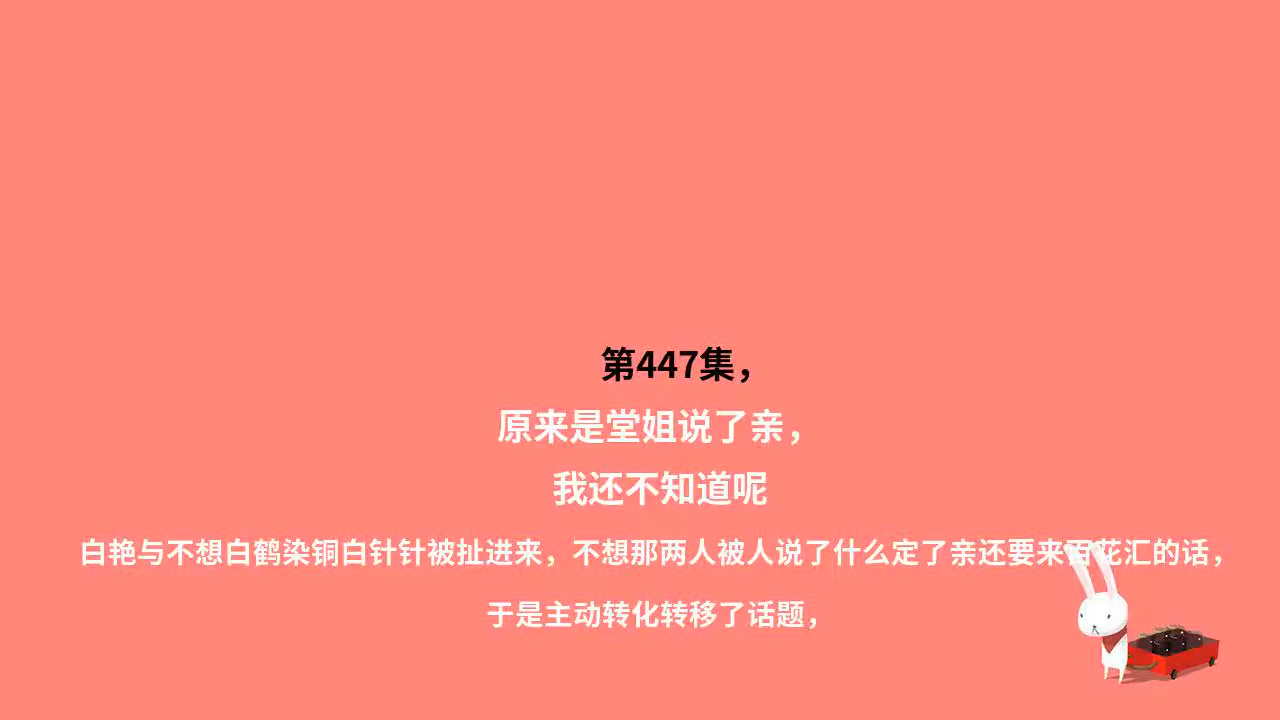 第447集，
原来是堂姐说了亲，
我还不知道呢
白艳与不想白鹤染铜白针针被扯进来，不想那两人被人说了什么定了亲还要来百花汇的话，
于是主动转化转移了话题，